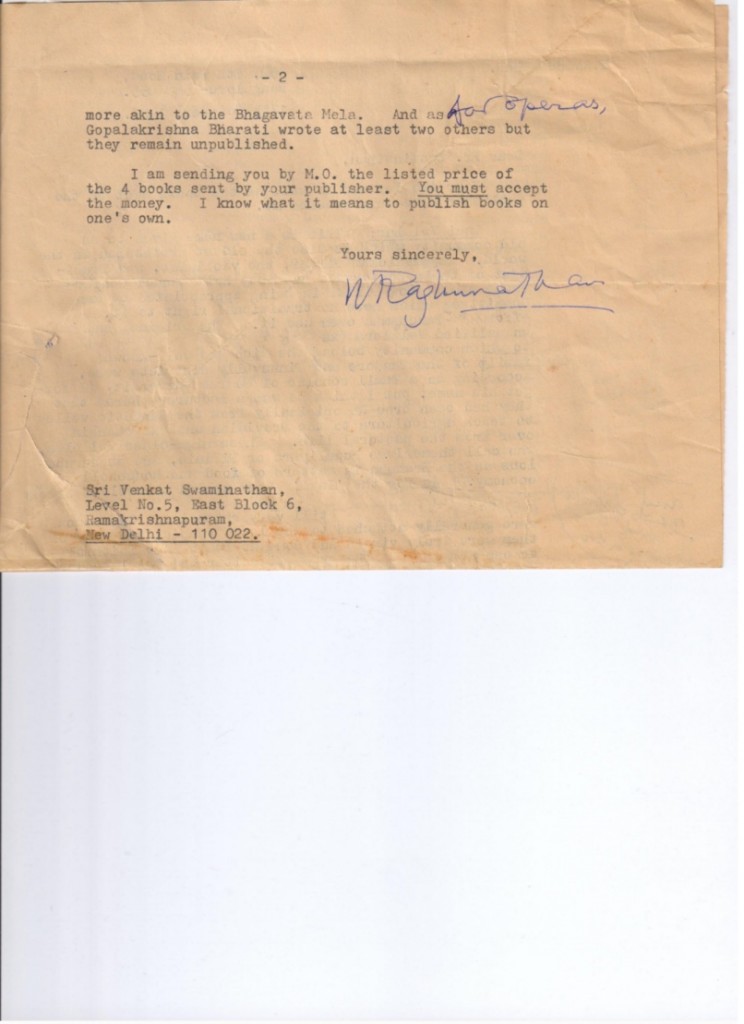 - 2 -
more akin to the Bhagavata Mela. And as for operas,
Gopalakrishna Bharati wrote at least two others but
they remain unpublished.
I am sending you by M.O. the listed price of
the 4 books sent by your publisher. You must accept
the money. I know what it means to publish books on
one's own.
Yours sincerely,
N Raghunathan
Sri Venkat Swaminathan,
Level No.5, East Block 6,
Ramakrishnapuram,
New Delhi - 110 022.